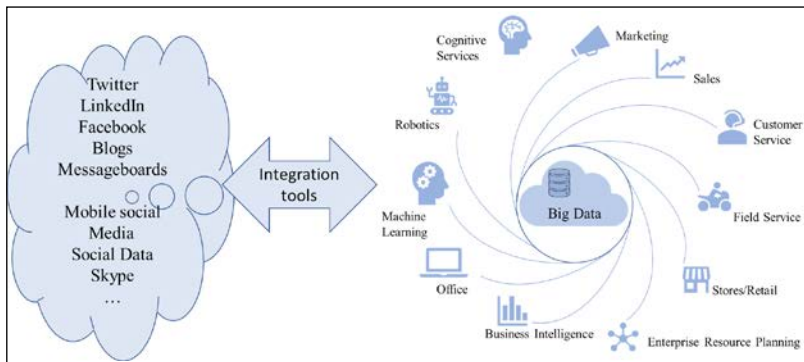 Twitter
LinkedIn
Facebook
Blogs
Messageboards
Mobile social
Media
Social Data
Skype
...
Integration
tools
Cognitive
Services
Marketing
Sales
Robotics
Customer
Service
Big Data
Machine
Learning
Field Service
Office
Stores/Retail
Business Intelligence
Enterprise Resource Planning